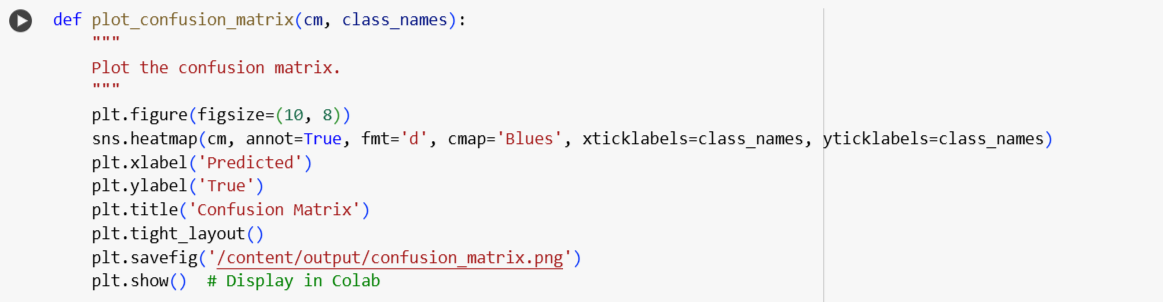 def plot_confusion_matrix(cm, class_names):
    """
    Plot the confusion matrix.
    """
    plt.figure(figsize=(10, 8))
    sns.heatmap(cm, annot=True, fmt='d', cmap='Blues', xticklabels=class_names, yticklabels=class_names)
    plt.xlabel('Predicted')
    plt.ylabel('True')
    plt.title('Confusion Matrix')
    plt.tight_layout()
    plt.savefig('/content/output/confusion_matrix.png')
    plt.show()  # Display in Colab